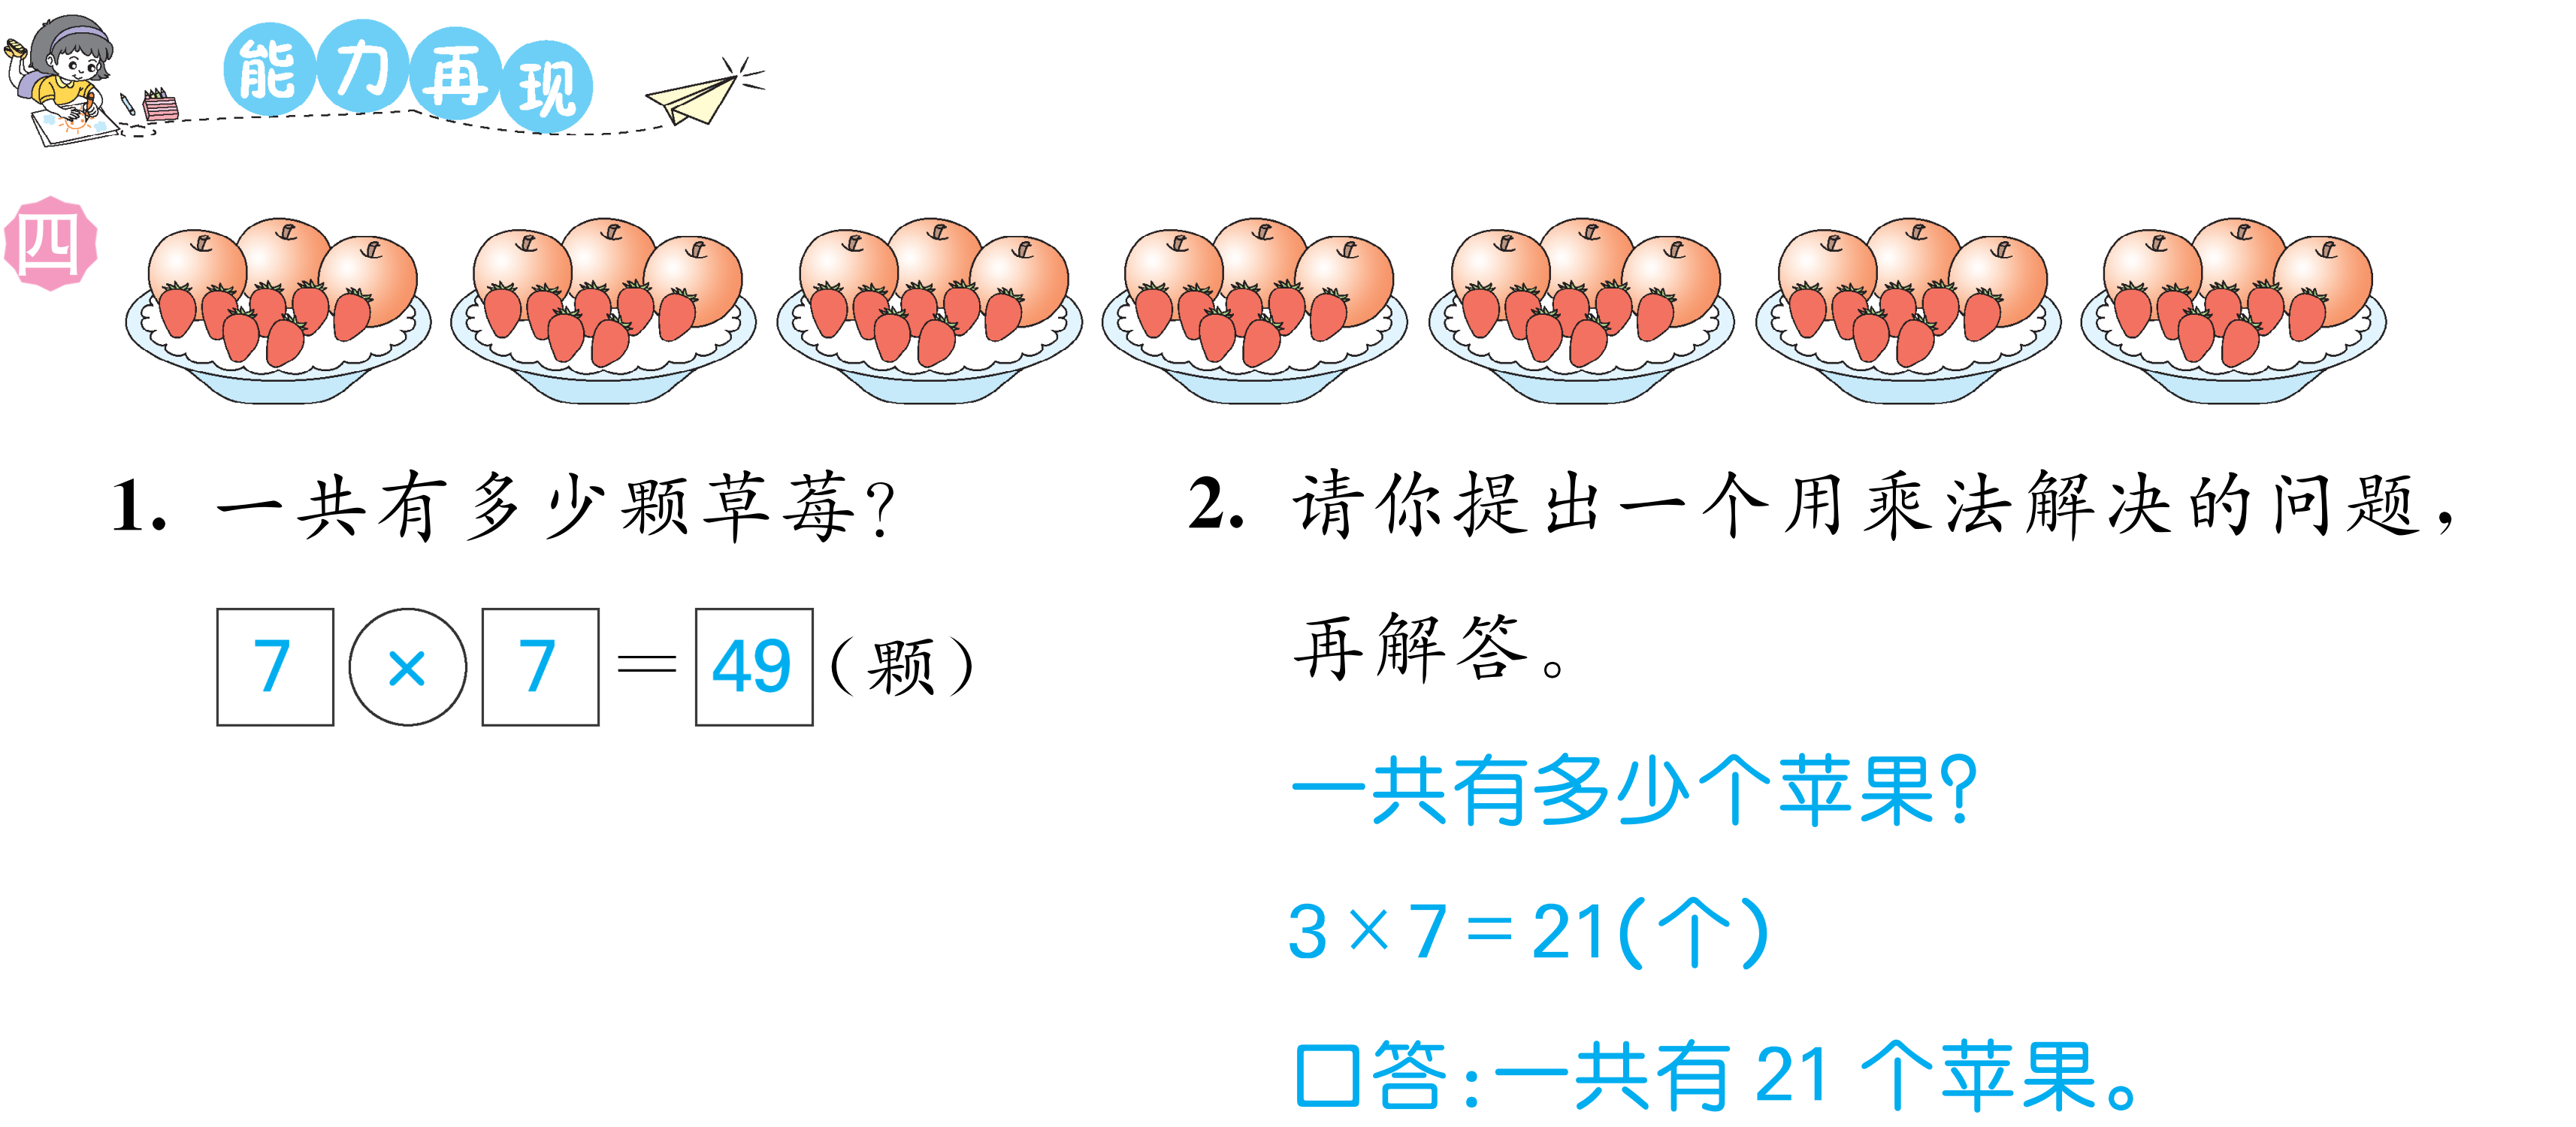 能力再现
四
1. 一共有多少颗草莓?
7×7=49(颗)
2. 请你提出一个用乘法解决的问题,
再解答。
一共有多少个苹果?
3×7=21(个)
口答:一共有 21 个苹果。